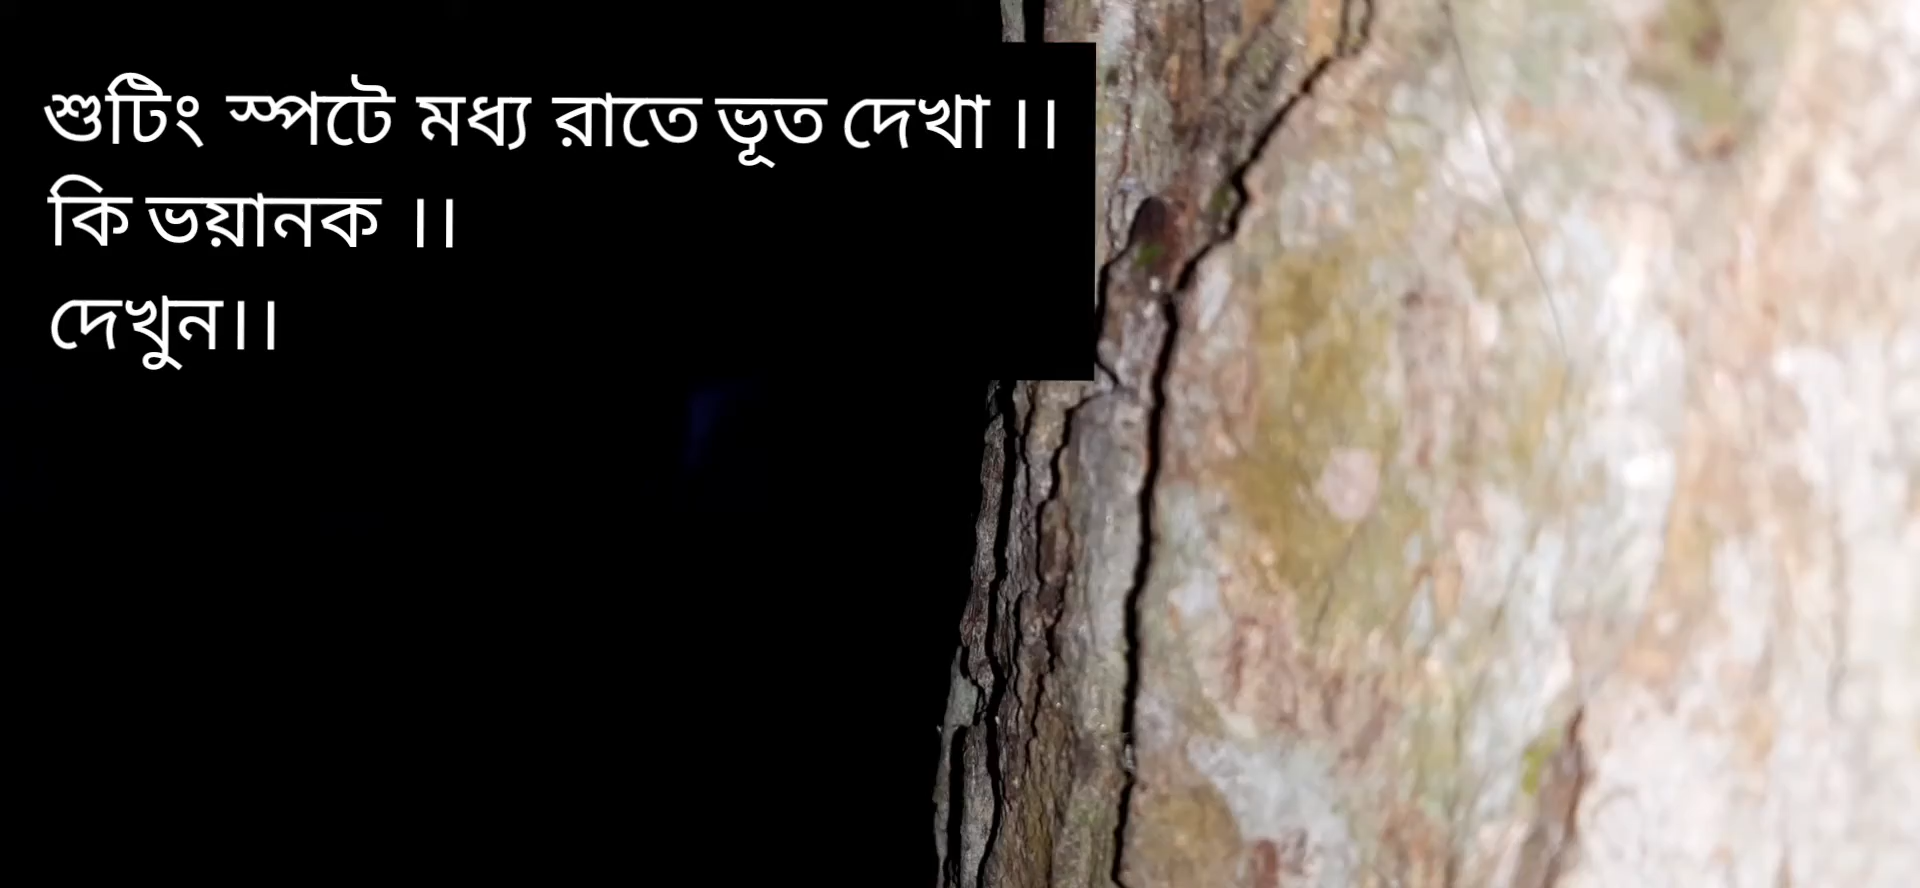 শুটিং স্পটে মধ্য রাতে ভূত দেখা ।।
কি ভয়ানক ।।
দেখুন।।